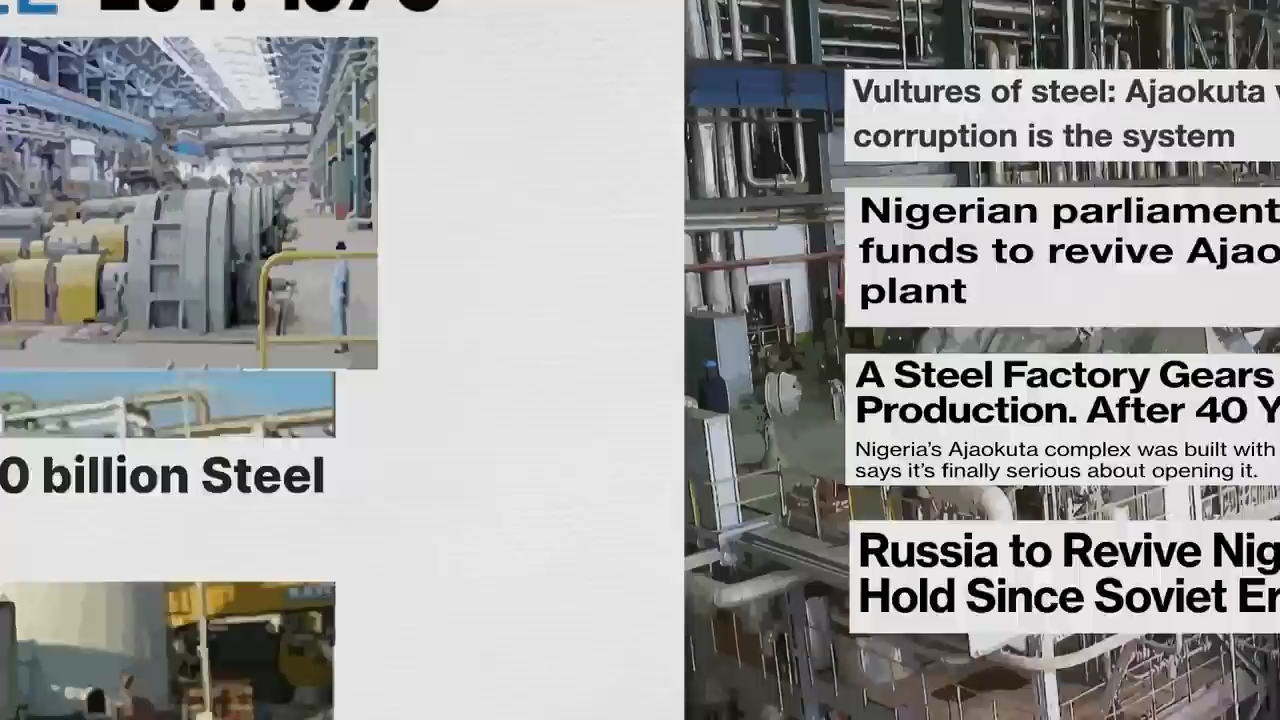 0 billion Steel
Vultures of steel: Ajaokuta
corruption is the system
Nigerian parliament
funds to revive Ajao
plant
A Steel Factory Gears
Production. After 40 Y
Nigeria's Ajaokuta complex was built with
says it's finally serious about opening it.
Russia to Revive Nig
Hold Since Soviet Er